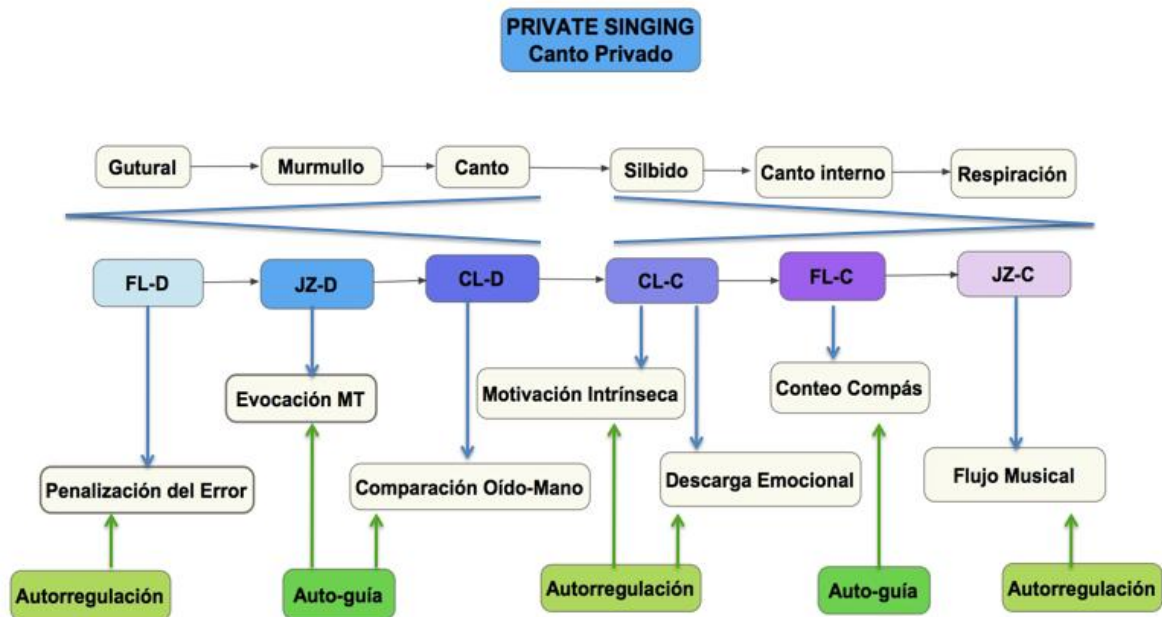 PRIVATE SINGING
Canto Privado
Gutural
Murmullo
Canto
Silbido
Canto interno
Respiración
FL-D
JZ-D
CL-D
CL-C
FL-C
JZ-C
Evocación MT
Motivación Intrínseca
Conteo Compás
Penalización del Error
Comparación Oído-Mano
Descarga Emocional
Flujo Musical
Autorregulación
Auto-guía
Autorregulación
Auto-guía
Autorregulación